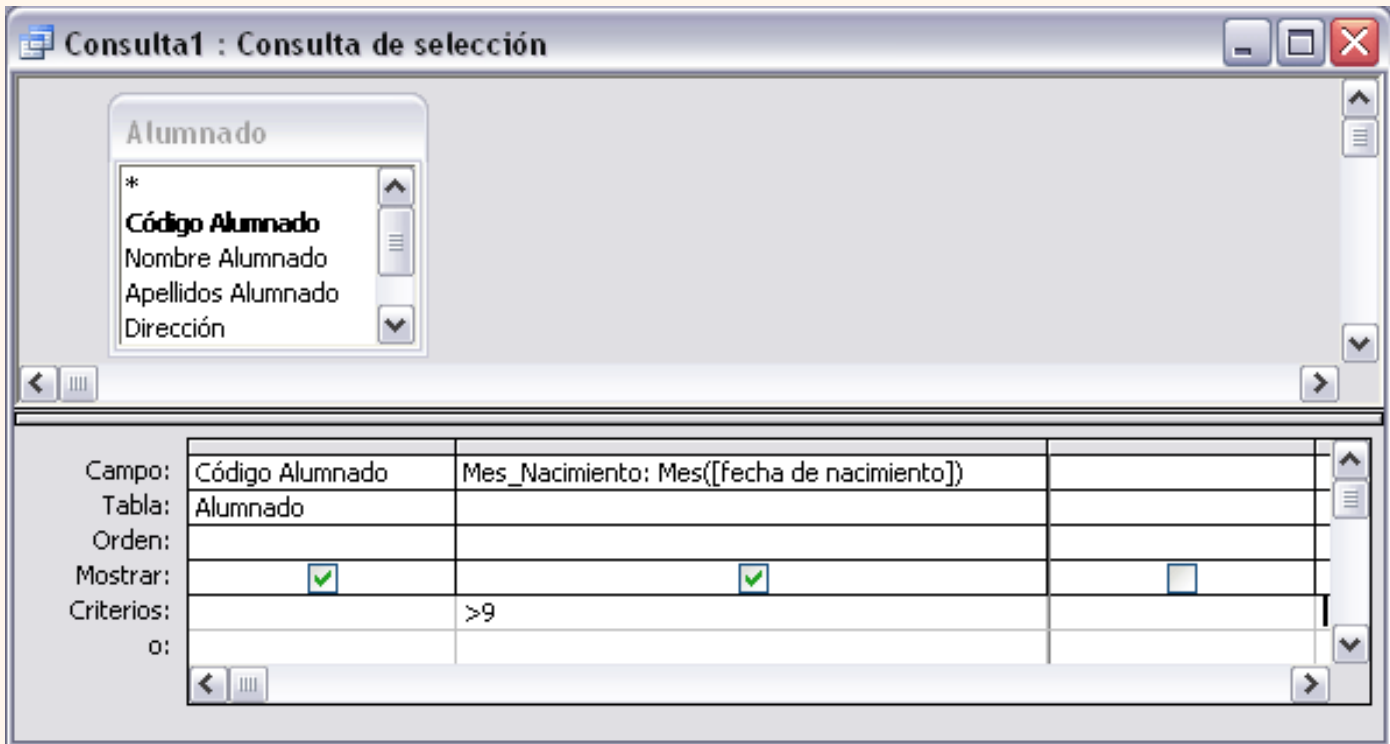 Consulta1 : Consulta de selección
Alumnado
*
Código Alumnado
Nombre Alumnado
Apellidos Alumnado
Dirección
Campo: Código Alumnado Mes_Nacimiento: Mes([fecha de nacimiento])
Tabla: Alumnado
Orden:
Mostrar:
Criterios: >9
o: